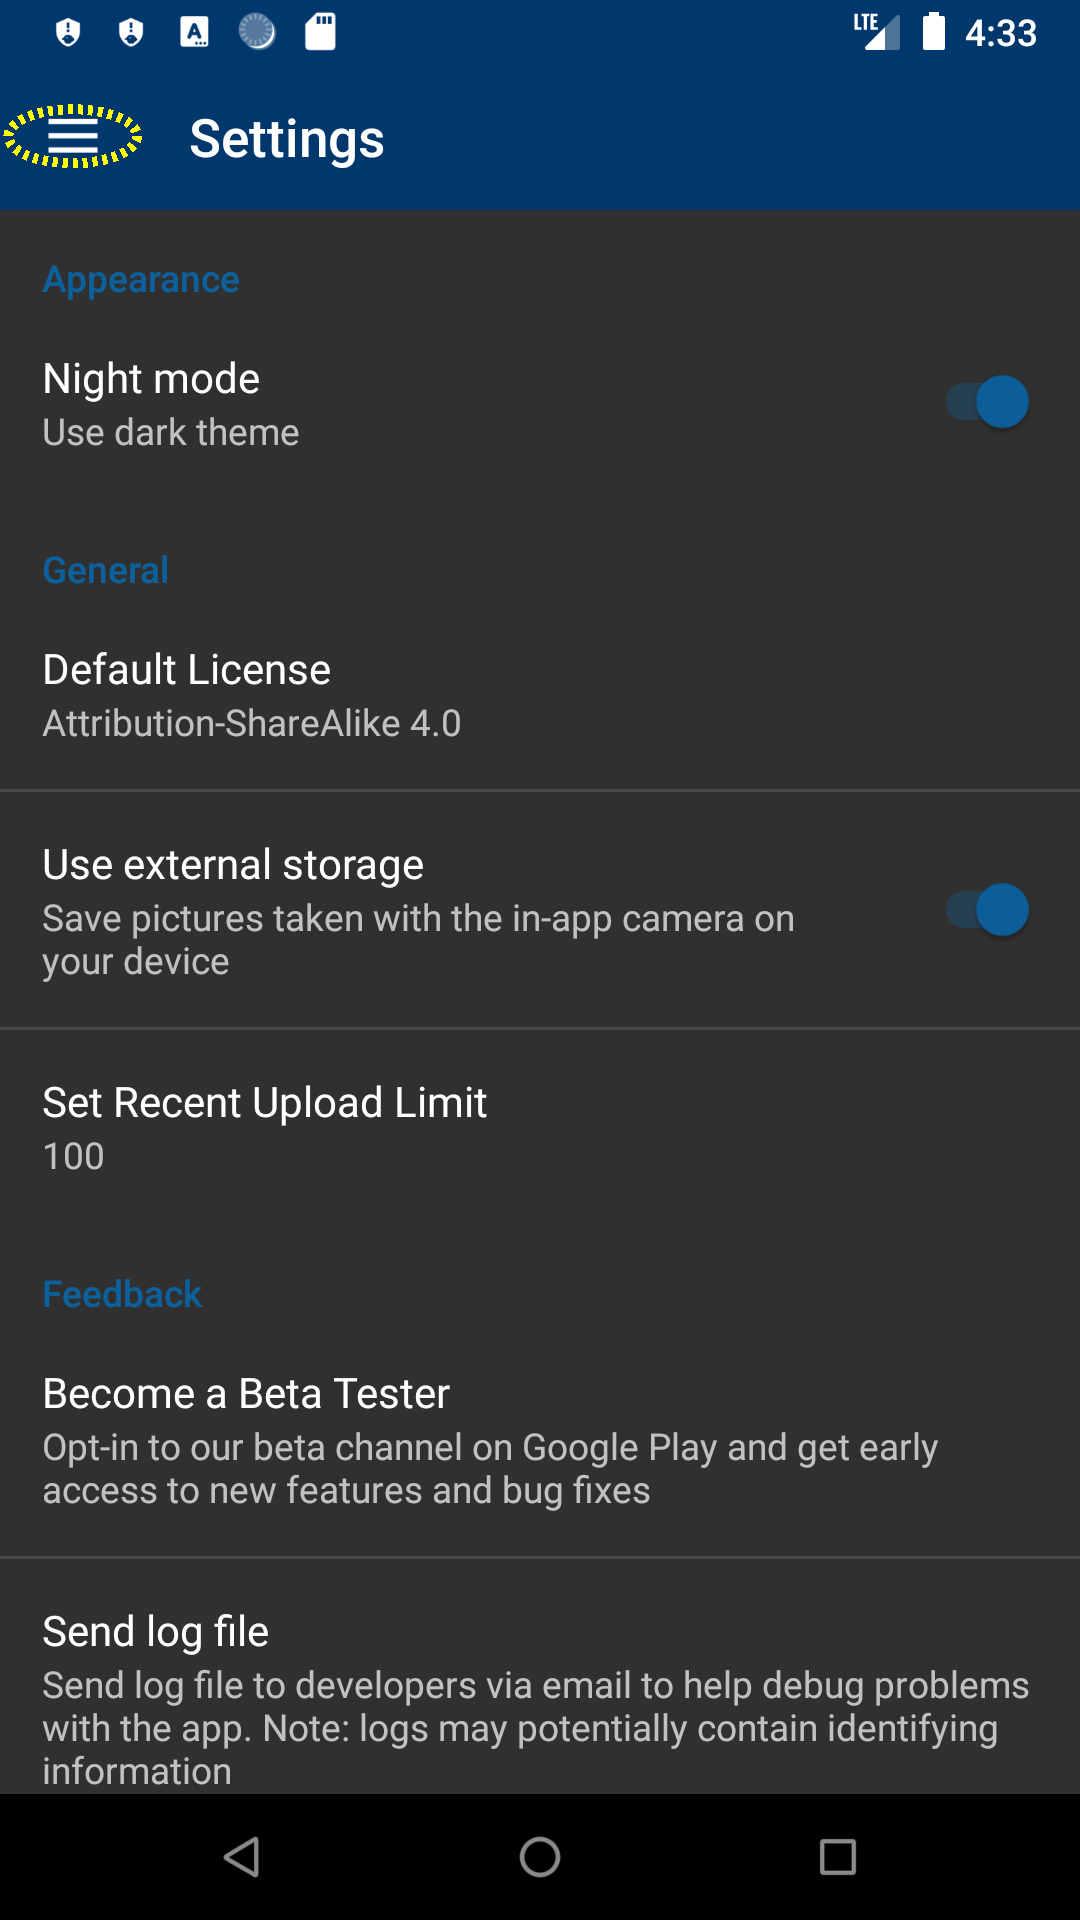 LTE 4:33
Settings
Appearance
Night mode
Use dark theme
General
Default License
Attribution-ShareAlike 4.0
Use external storage
Save pictures taken with the in-app camera on
your device
Set Recent Upload Limit
100
Feedback
Become a Beta Tester
Opt-in to our beta channel on Google Play and get early
access to new features and bug fixes
Send log file
Send log file to developers via email to help debug problems
with the app. Note: logs may potentially contain identifying
information